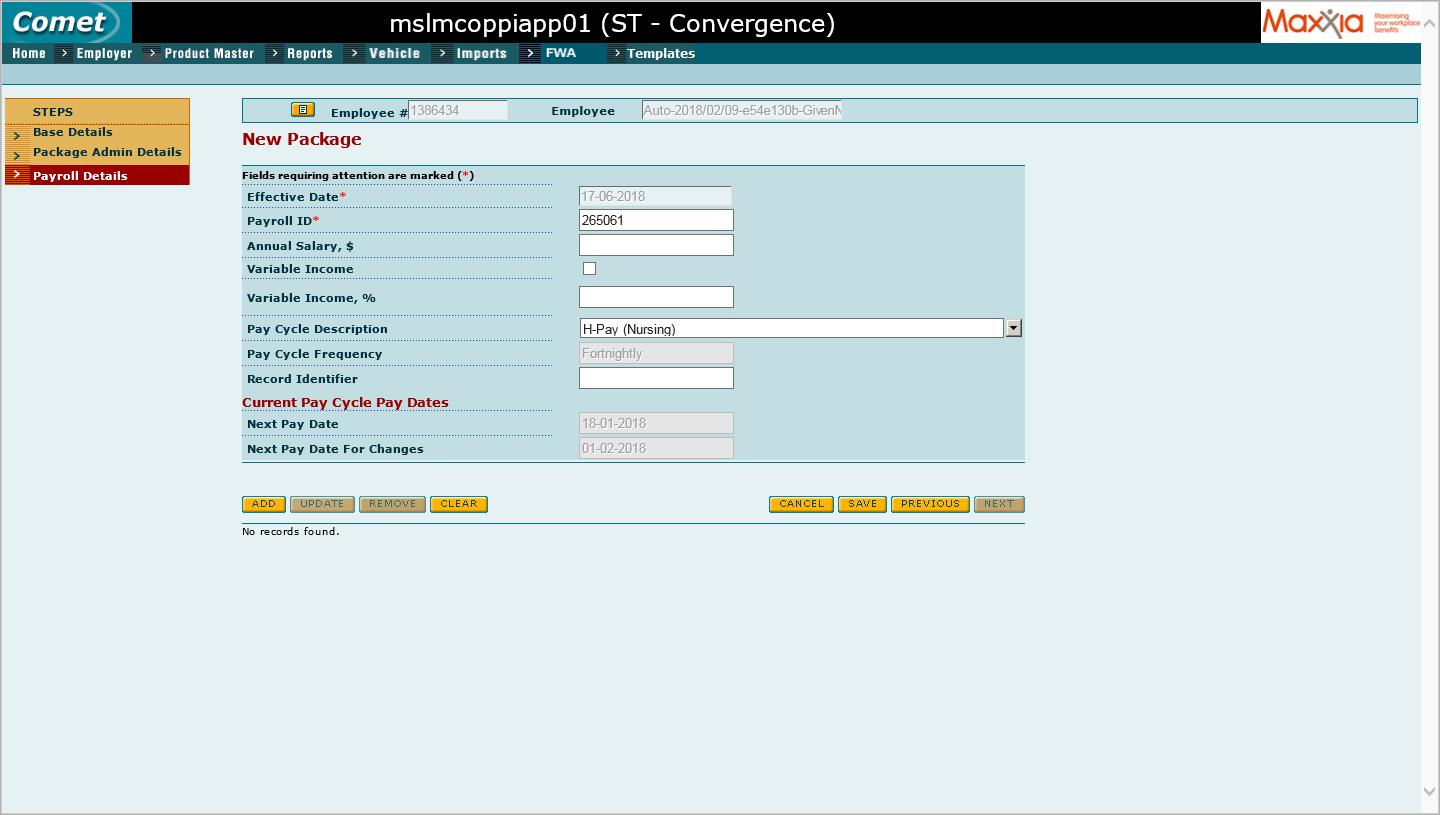 Comet
mslmcoppiapp01 (ST - Convergence)
Maxxia Maximising your workplace benefits
Home > Employer > Product Master > Reports > Vehicle > Imports > FWA > Templates
STEPS
Base Details
Package Admin Details
Payroll Details
Employee # 1386434 Employee Auto-2018/02/09-e54e130b-GivenN
New Package
Fields requiring attention are marked (*)
Effective Date* 17-06-2018
Payroll ID* 265061
Annual Salary, $
Variable Income
Variable Income, %
Pay Cycle Description H-Pay (Nursing)
Pay Cycle Frequency Fortnightly
Record Identifier
Current Pay Cycle Pay Dates
Next Pay Date 18-01-2018
Next Pay Date For Changes 01-02-2018
ADD UPDATE REMOVE CLEAR CANCEL SAVE PREVIOUS NEXT
No records found.